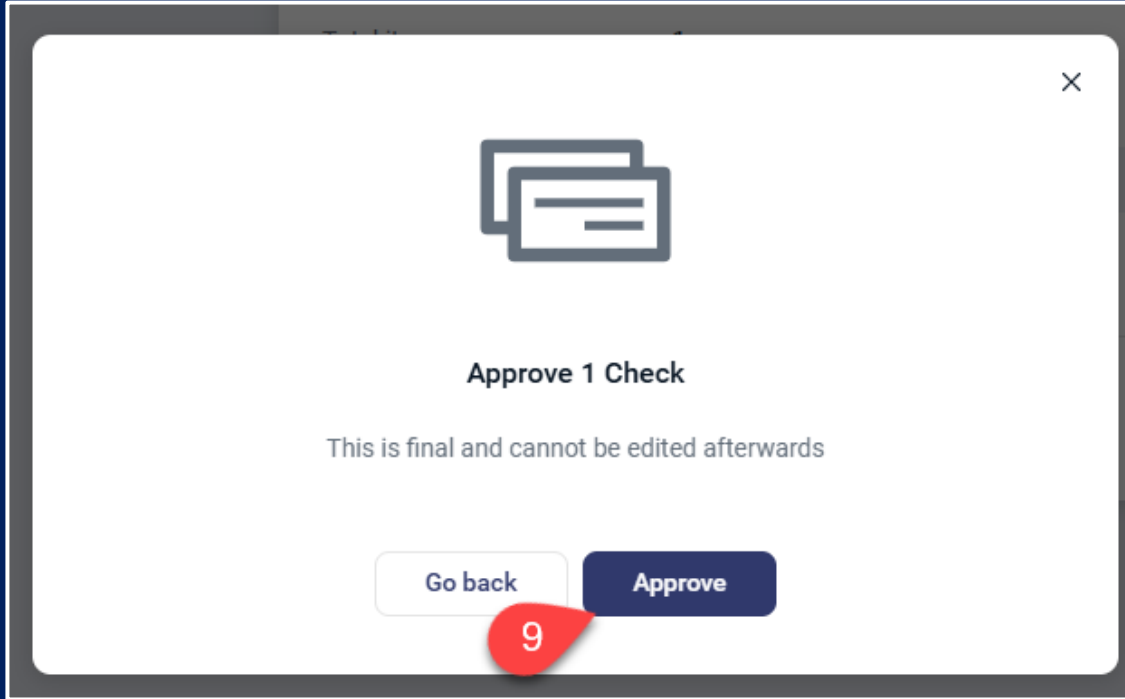 Approve 1 Check
This is final and cannot be edited afterwards
Go back
Approve
9